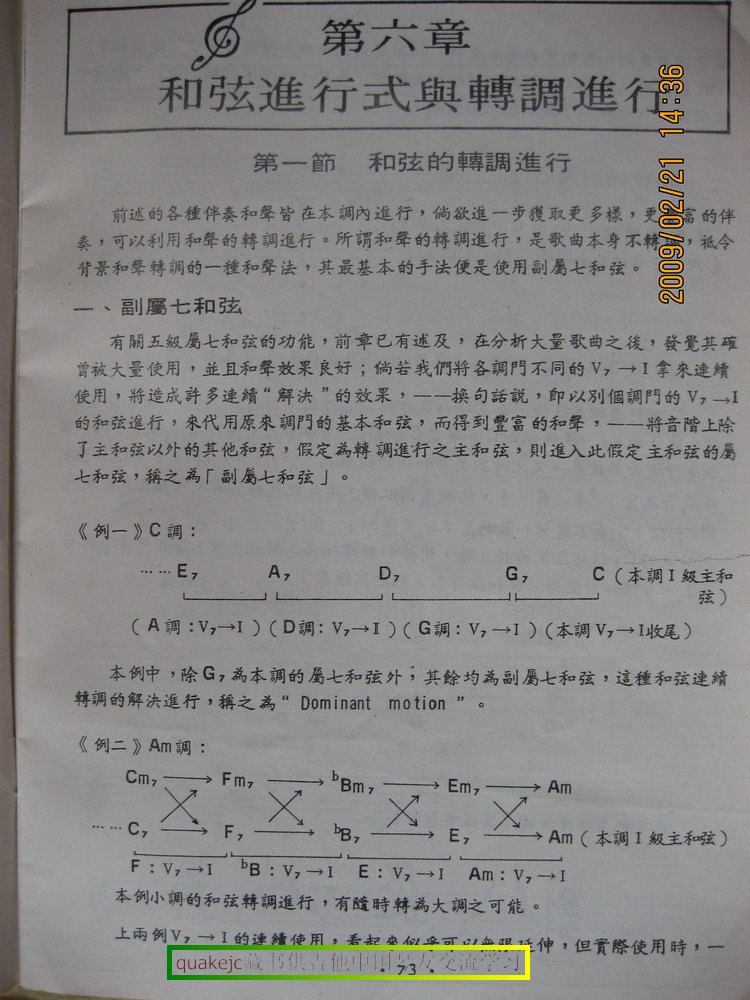 第六章
和弦進行式與轉調進行
2009/02/21 14:36
第一節 和弦的轉調進行
前述的各種伴奏和聲皆在本調內進行，倘欲進一步獲取更多樣，更豐富的伴
奏，可以利用和聲的轉調進行。所謂和聲的轉調進行，是歌曲本身不轉調，祇令
背景和聲轉調的一種和聲法，其最基本的手法便是使用副屬七和弦。
一、副屬七和弦
有關五級屬七和弦的功能，前章已有述及，在分析大量歌曲之後，發覺其確
曾被大量使用，並且和聲效果良好；倘若我們將各調門不同的V₇→I拿來連續
使用，將造成許多連續“解決”的效果，——換句話說，即以別個調門的V₇→I
的和弦進行，來代用原來調門的基本和弦，而得到豐富的和聲，——將音階上除
了主和弦以外的其他和弦，假定為轉調進行之主和弦，則進入此假定主和弦的屬
七和弦，稱之為「副屬七和弦」。
《例一》C調：
……E₇ A₇ D₇ G₇ C（本調I級主和
弦）
（A調：V₇→I）（D調：V₇→I）（G調：V₇→I）（本調V₇→I收尾）
本例中，除G₇為本調的屬七和弦外，其餘均為副屬七和弦，這種和弦連續
轉調的解決進行，稱之為“Dominant motion”。
《例二》Am調：
Cm₇ → Fm₇ → ᵇBm₇ → Em₇ → Am
……C₇ → F₇ → ᵇB₇ → E₇ → Am（本調I級主和弦）
F：V₇→I ᵇB：V₇→I E：V₇→I Am：V₇→I
本例小調的和弦轉調進行，有隨時轉為大調之可能。
上兩例V₇→I的連續使用，看起來似乎可以無限延伸，但實際使用時，一
quakejc藏书供吉他中国琴友交流学习
·73·